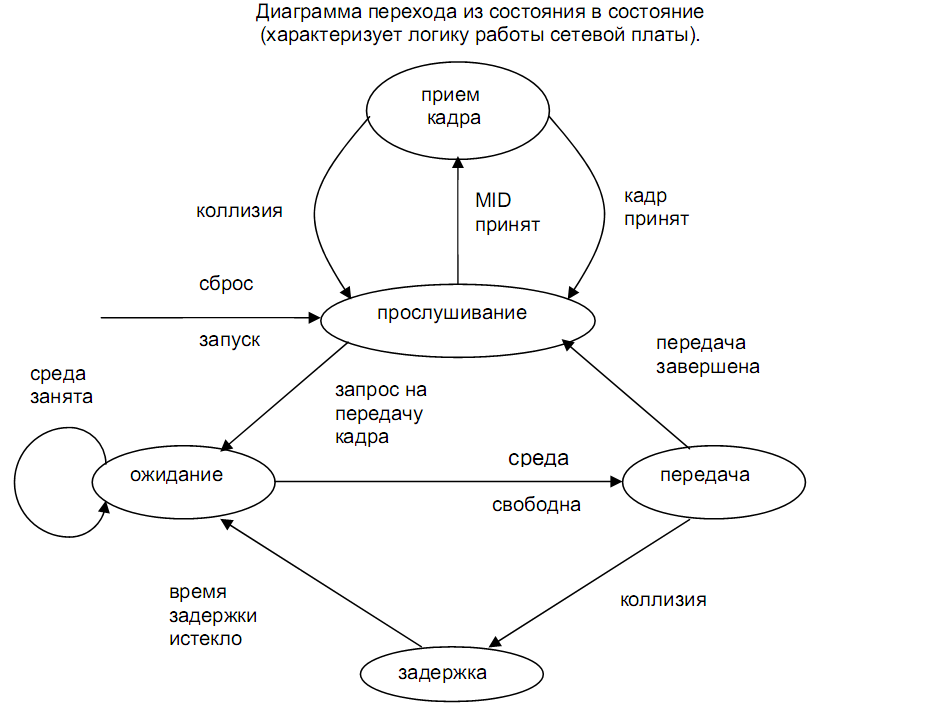 Диаграмма перехода из состояния в состояние
(характеризует логику работы сетевой платы).
прием
кадра
коллизия
MID
принят
кадр
принят
сброс
запуск
прослушивание
передача
завершена
среда
занята
запрос на
передачу
кадра
ожидание
среда
свободна
передача
время
задержки
истекло
коллизия
задержка